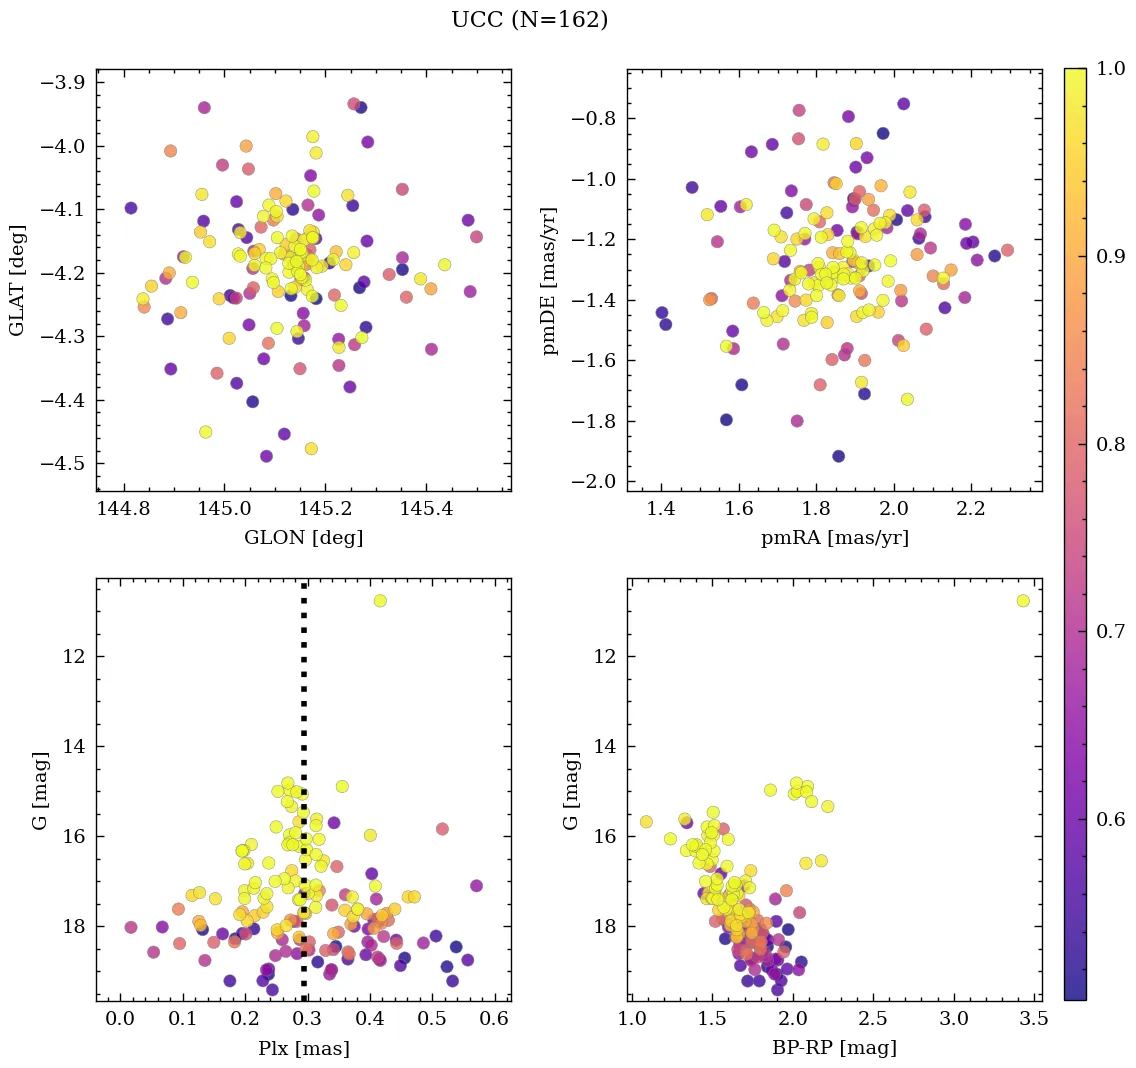 UCC (N=162)
−3.9
−4.0
−4.1
−4.2
−4.3
−4.4
−4.5
GLAT [deg]
144.8 145.0 145.2 145.4
GLON [deg]
−0.8
−1.0
−1.2
−1.4
−1.6
−1.8
−2.0
pmDE [mas/yr]
1.4 1.6 1.8 2.0 2.2
pmRA [mas/yr]
12
14
16
18
G [mag]
0.0 0.1 0.2 0.3 0.4 0.5 0.6
Plx [mas]
12
14
16
18
G [mag]
1.0 1.5 2.0 2.5 3.0 3.5
BP-RP [mag]
1.0
0.9
0.8
0.7
0.6